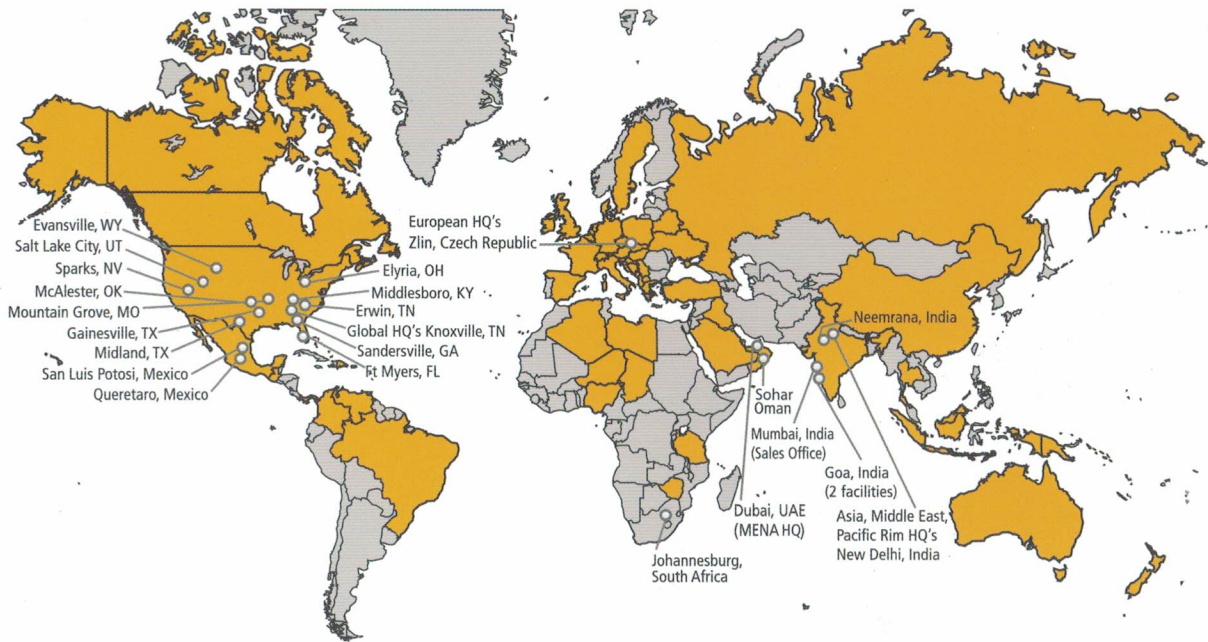 Evansville, WY
Salt Lake City, UT
Sparks, NV
McAlester, OK
Mountain Grove, MO
Gainesville, TX
Midland, TX
San Luis Potosi, Mexico
Queretaro, Mexico
Elyria, OH
Middlesboro, KY
Erwin, TN
Global HQ's Knoxville, TN
Sandersville, GA
Ft Myers, FL
European HQ's
Zlin, Czech Republic
Neemrana, India
Sohar
Oman
Mumbai, India
(Sales Office)
Goa, India
(2 facilities)
Dubai, UAE
(MENA HQ)
Asia, Middle East,
Pacific Rim HQ's
New Delhi, India
Johannesburg,
South Africa